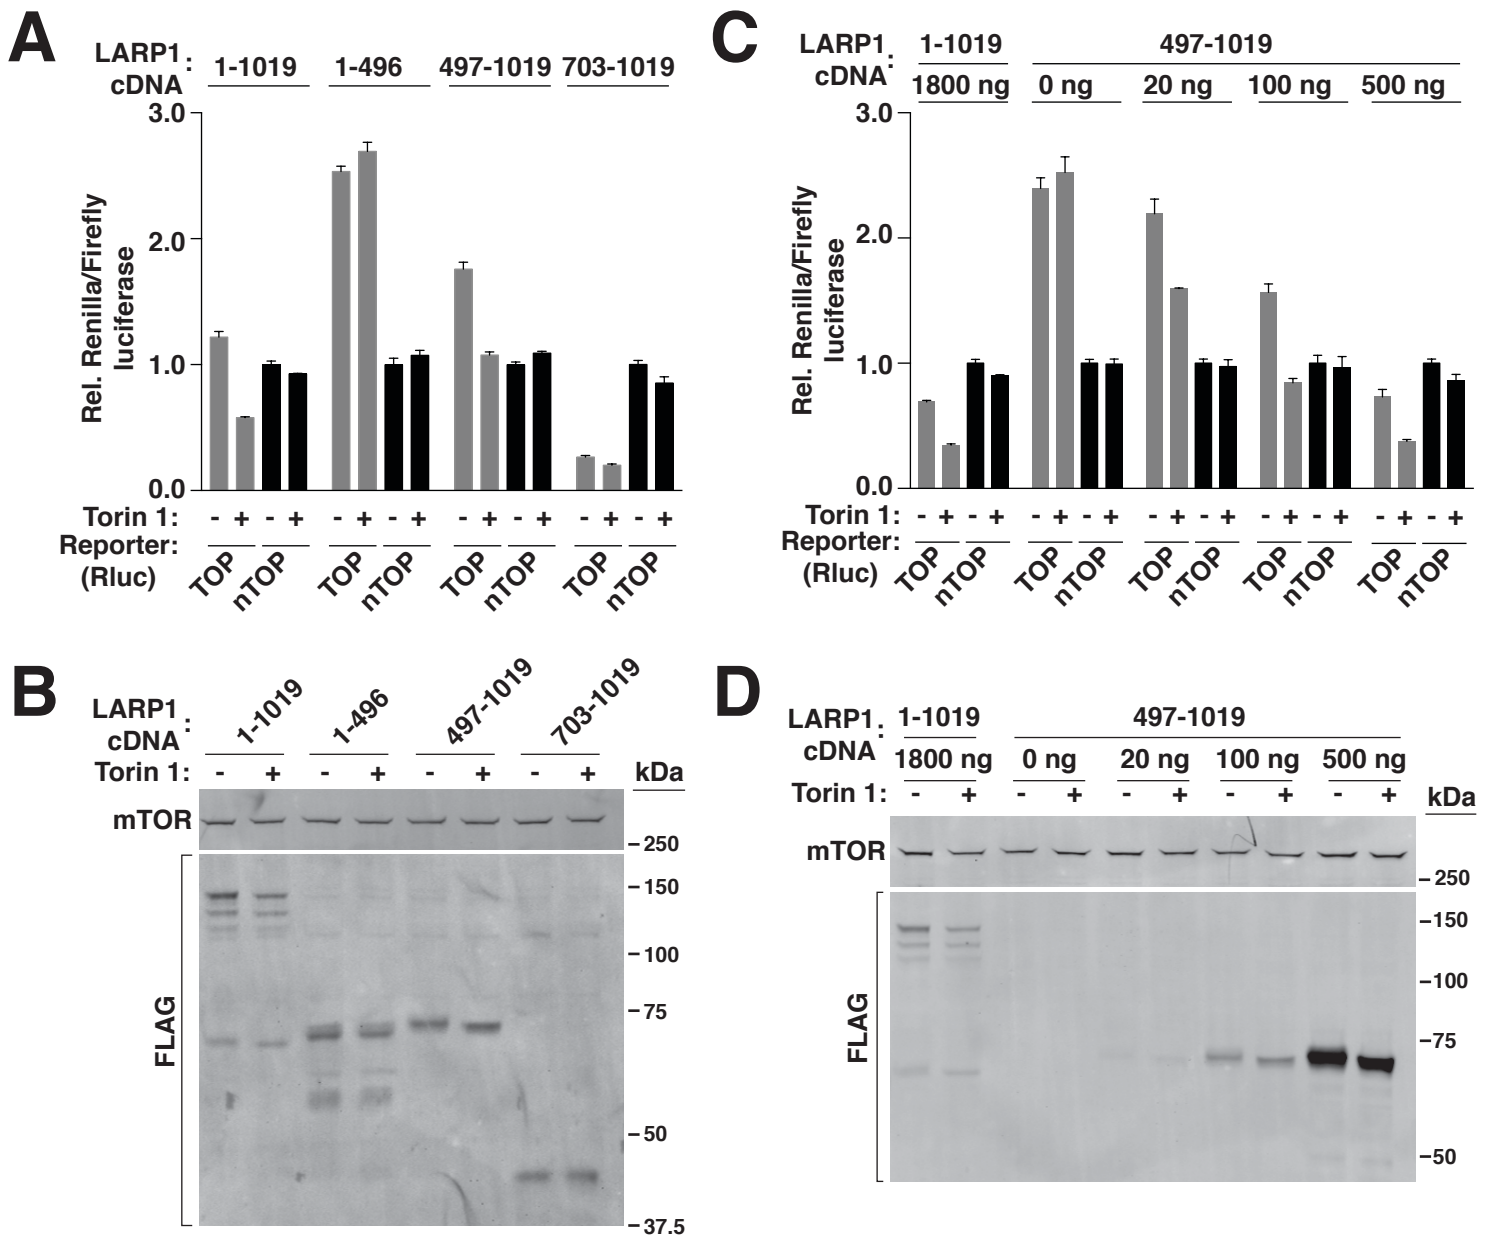 A
LARP1 :
cDNA
1-1019 1-496 497-1019 703-1019
Rel. Renilla/Firefly
luciferase
3.0
2.0
1.0
0.0
Torin 1: - + - + - + - + - + - + - + - +
Reporter:
(Rluc)
TOP nTOP TOP nTOP TOP nTOP TOP nTOP
C
LARP1 :
cDNA
1-1019 497-1019
1800 ng 0 ng 20 ng 100 ng 500 ng
Rel. Renilla/Firefly
luciferase
3.0
2.0
1.0
0.0
Torin 1: - + - + - + - + - + - + - + - + - + - +
Reporter:
(Rluc)
TOP nTOP TOP nTOP TOP nTOP TOP nTOP TOP nTOP
B
LARP1 :
cDNA
1-1019 1-496 497-1019 703-1019
Torin 1: - + - + - + - + kDa
mTOR
250
FLAG
150
100
75
50
37.5
D
LARP1 :
cDNA
1-1019 497-1019
1800 ng 0 ng 20 ng 100 ng 500 ng
Torin 1: - + - + - + - + - + kDa
mTOR
250
FLAG
150
100
75
50